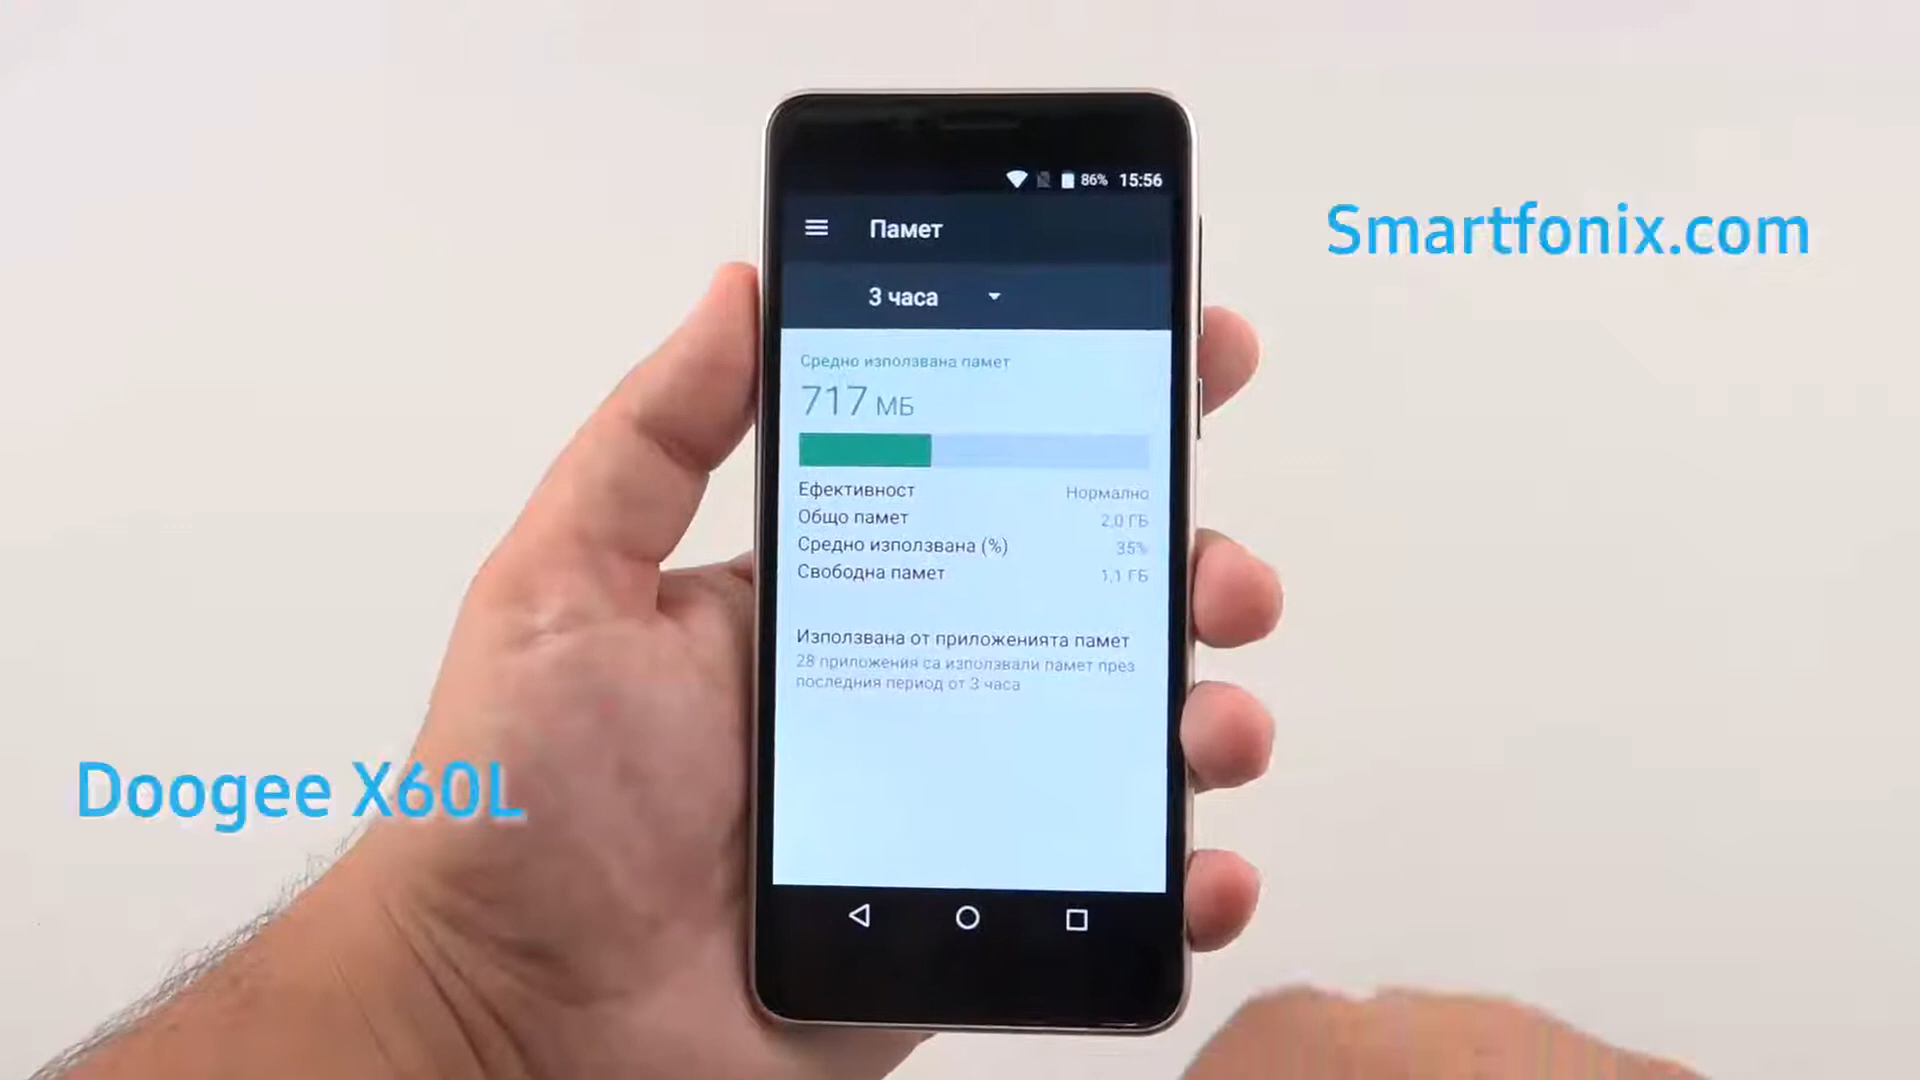 86% 15:56
Памет
Smartfonix.com
3 часа
Средно използвана памет
717 МБ
Ефективност Нормално
Общо памет 2,0 ГБ
Средно използвана (%) 35%
Свободна памет 1,1 ГБ
Използвана от приложенията памет
28 приложения са използвали памет през
последния период от 3 часа
Doogee X60L